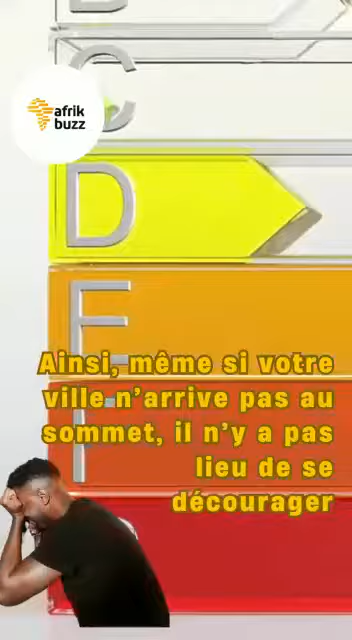 C
afrik
buzz
D
E
Ainsi, même si votre
ville n'arrive pas au
sommet, il n'y a pas
lieu de se
décourager
F